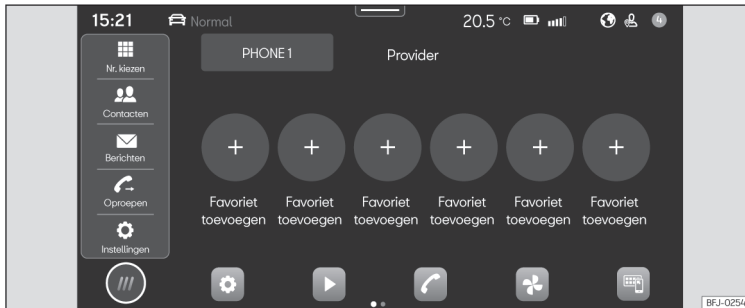 15:21 Normal 20.5 °C 4
PHONE 1 Provider
Nr. kiezen
Contacten
Berichten
Oproepen
Instellingen
Favoriet toevoegen
Favoriet toevoegen
Favoriet toevoegen
Favoriet toevoegen
Favoriet toevoegen
Favoriet toevoegen
BFJ-0254